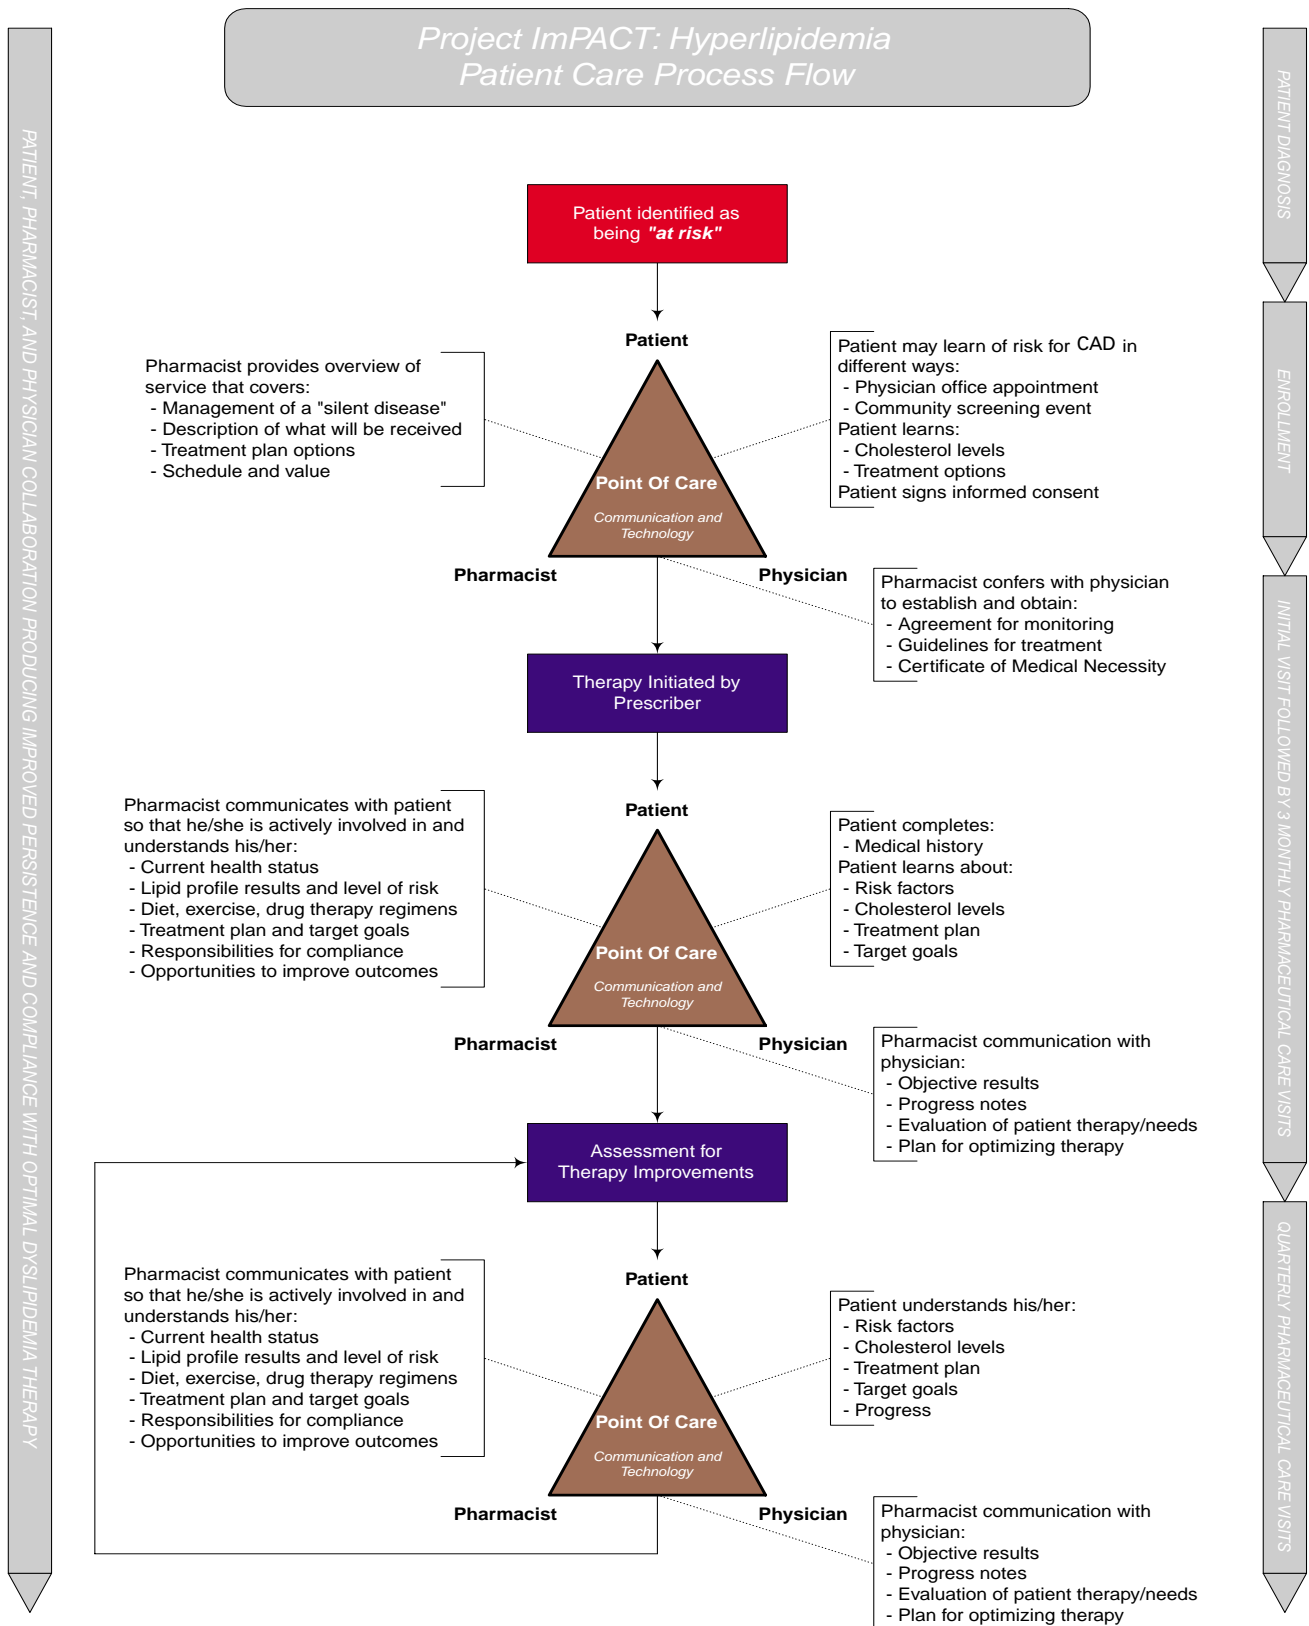 Project ImPACT: Hyperlipidemia
Patient Care Process Flow
PATIENT, PHARMACIST, AND PHYSICIAN COLLABORATION PRODUCING IMPROVED PERSISTENCE AND COMPLIANCE WITH OPTIMAL DYSLIPIDEMIA THERAPY
PATIENT DIAGNOSIS
Patient identified as
being "at risk"
ENROLLMENT
Patient
Pharmacist provides overview of
service that covers:
- Management of a "silent disease"
- Description of what will be received
- Treatment plan options
- Schedule and value
Patient may learn of risk for CAD in
different ways:
- Physician office appointment
- Community screening event
Patient learns:
- Cholesterol levels
- Treatment options
Patient signs informed consent
Point Of Care
Communication and
Technology
Pharmacist
Physician
Pharmacist confers with physician
to establish and obtain:
- Agreement for monitoring
- Guidelines for treatment
- Certificate of Medical Necessity
INITIAL VISIT FOLLOWED BY 3 MONTHLY PHARMACEUTICAL CARE VISITS
Therapy Initiated by
Prescriber
Patient
Pharmacist communicates with patient
so that he/she is actively involved in and
understands his/her:
- Current health status
- Lipid profile results and level of risk
- Diet, exercise, drug therapy regimens
- Treatment plan and target goals
- Responsibilities for compliance
- Opportunities to improve outcomes
Patient completes:
- Medical history
Patient learns about:
- Risk factors
- Cholesterol levels
- Treatment plan
- Target goals
Point Of Care
Communication and
Technology
Pharmacist
Physician
Pharmacist communication with
physician:
- Objective results
- Progress notes
- Evaluation of patient therapy/needs
- Plan for optimizing therapy
Assessment for
Therapy Improvements
QUARTERLY PHARMACEUTICAL CARE VISITS
Patient
Pharmacist communicates with patient
so that he/she is actively involved in and
understands his/her:
- Current health status
- Lipid profile results and level of risk
- Diet, exercise, drug therapy regimens
- Treatment plan and target goals
- Responsibilities for compliance
- Opportunities to improve outcomes
Patient understands his/her:
- Risk factors
- Cholesterol levels
- Treatment plan
- Target goals
- Progress
Point Of Care
Communication and
Technology
Pharmacist
Physician
Pharmacist communication with
physician:
- Objective results
- Progress notes
- Evaluation of patient therapy/needs
- Plan for optimizing therapy